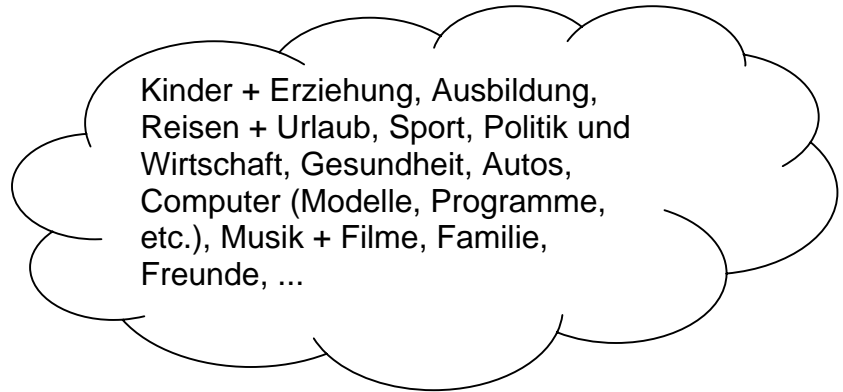 Kinder + Erziehung, Ausbildung,
Reisen + Urlaub, Sport, Politik und
Wirtschaft, Gesundheit, Autos,
Computer (Modelle, Programme,
etc.), Musik + Filme, Familie,
Freunde, ...